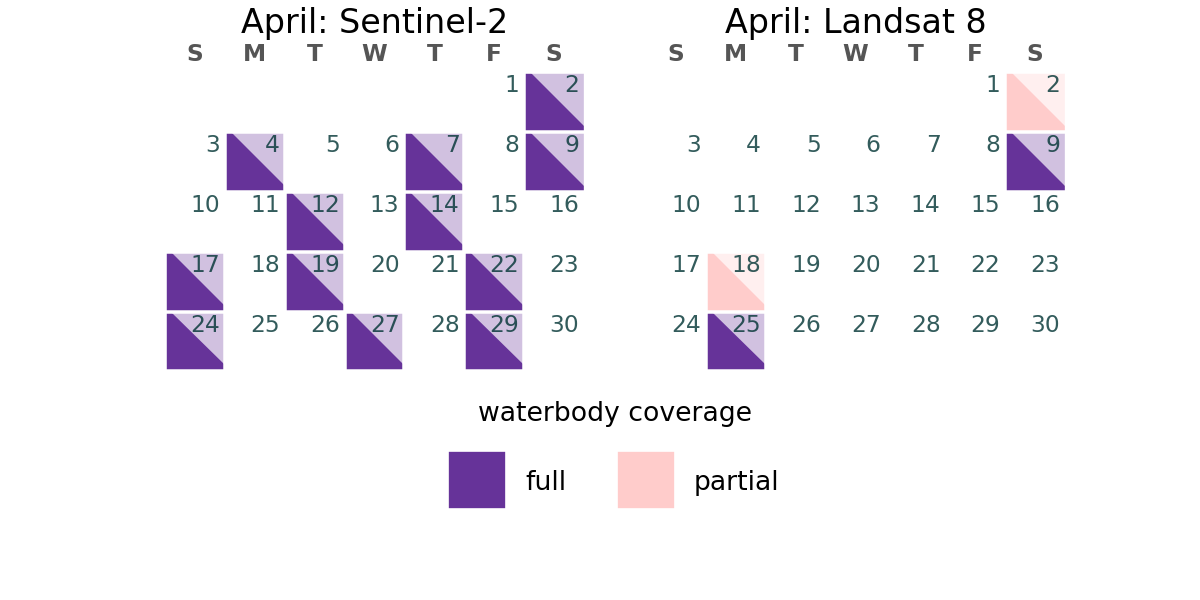 April: Sentinel-2
S M T W T F S
1 2
3 4 5 6 7 8 9
10 11 12 13 14 15 16
17 18 19 20 21 22 23
24 25 26 27 28 29 30
April: Landsat 8
S M T W T F S
1 2
3 4 5 6 7 8 9
10 11 12 13 14 15 16
17 18 19 20 21 22 23
24 25 26 27 28 29 30
waterbody coverage
full
partial